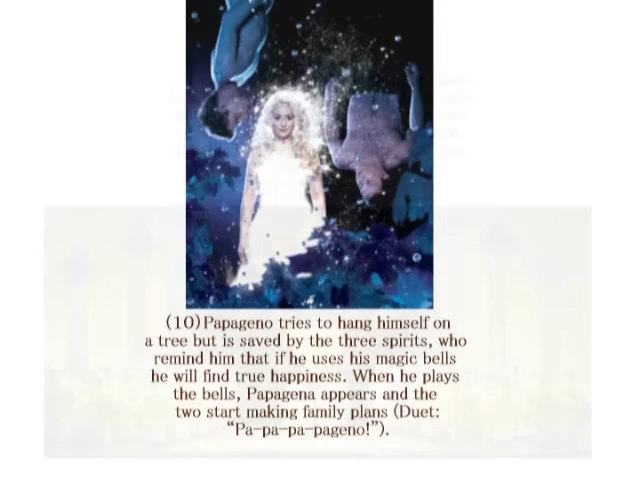 (10)Papageno tries to hang himself on
a tree but is saved by the three spirits, who
remind him that if he uses his magic bells
he will find true happiness. When he plays
the bells, Papagena appears and the
two start making family plans (Duet:
“Pa-pa-pa-pageno!”).